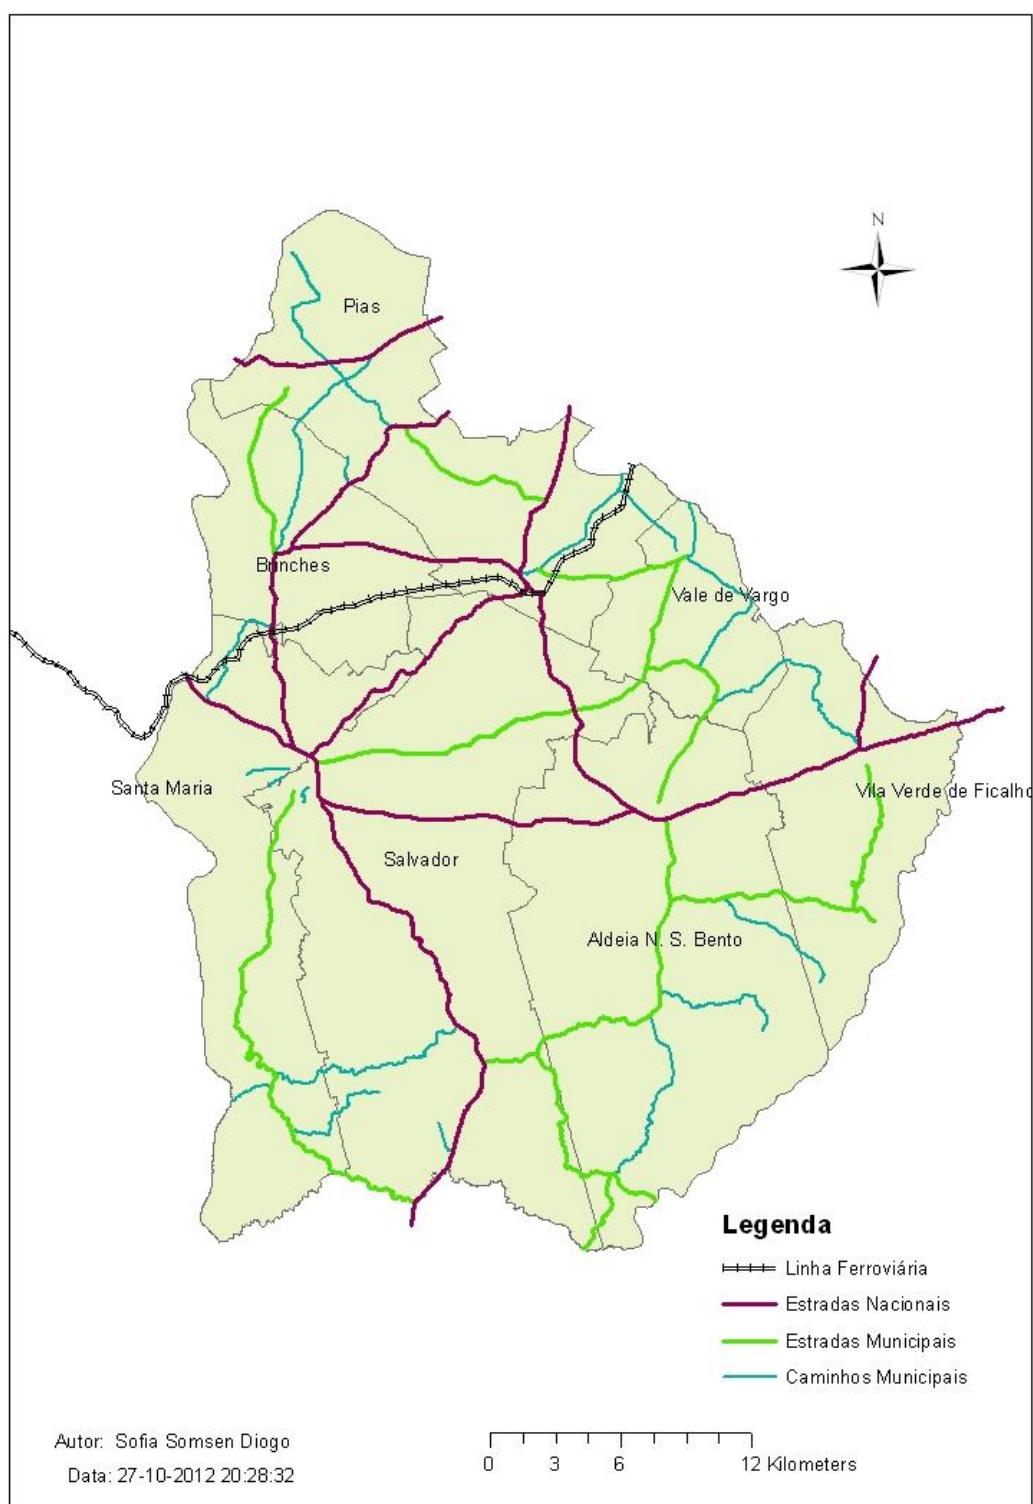 N
Pias
Brinches
Vale de Vargo
Santa Maria
Vila Verde de Ficalho
Salvador
Aldeia N. S. Bento
Legenda
Linha Ferroviária
Estradas Nacionais
Estradas Municipais
Caminhos Municipais
Autor: Sofia Somsen Diogo
Data: 27-10-2012 20:28:32
0 3 6 12 Kilometers